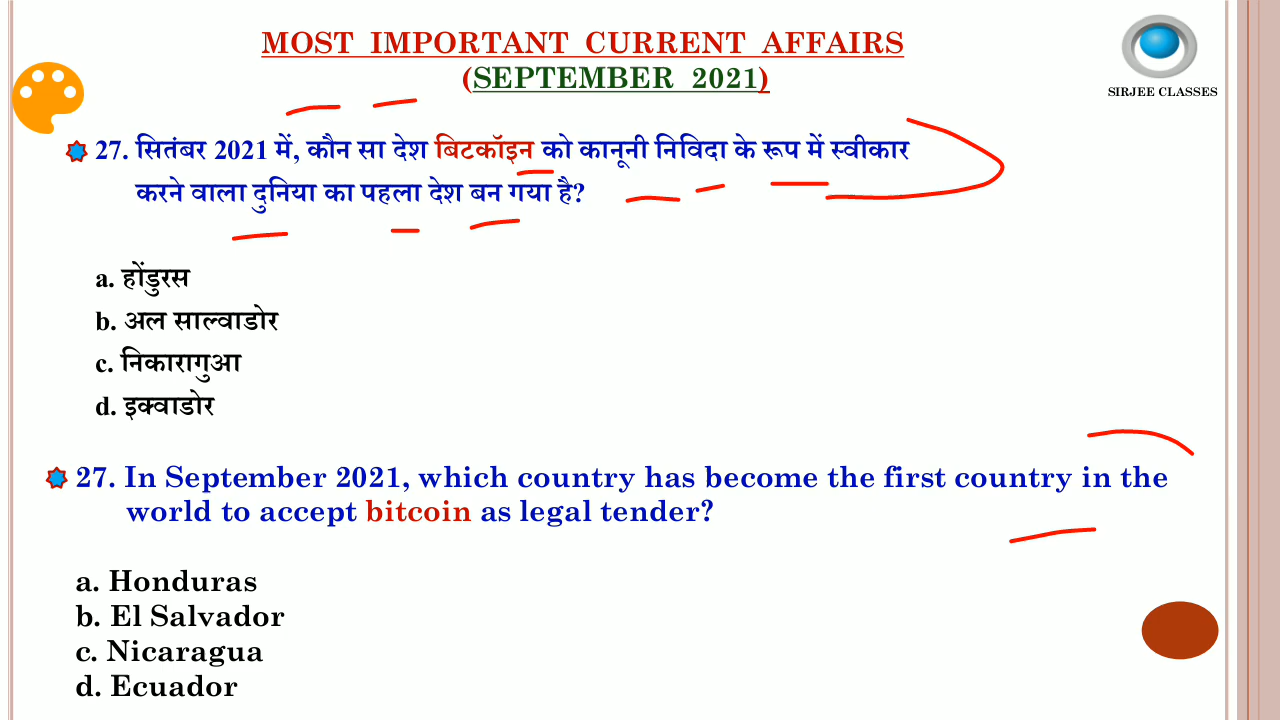 MOST IMPORTANT CURRENT AFFAIRS
(SEPTEMBER 2021)
SIRJEE CLASSES
27. सितंबर 2021 में, कौन सा देश बिटकॉइन को कानूनी निविदा के रूप में स्वीकार
करने वाला दुनिया का पहला देश बन गया है?
a. होंडुरस
b. अल साल्वाडोर
c. निकारागुआ
d. इक्वाडोर
27. In September 2021, which country has become the first country in the
world to accept bitcoin as legal tender?
a. Honduras
b. El Salvador
c. Nicaragua
d. Ecuador